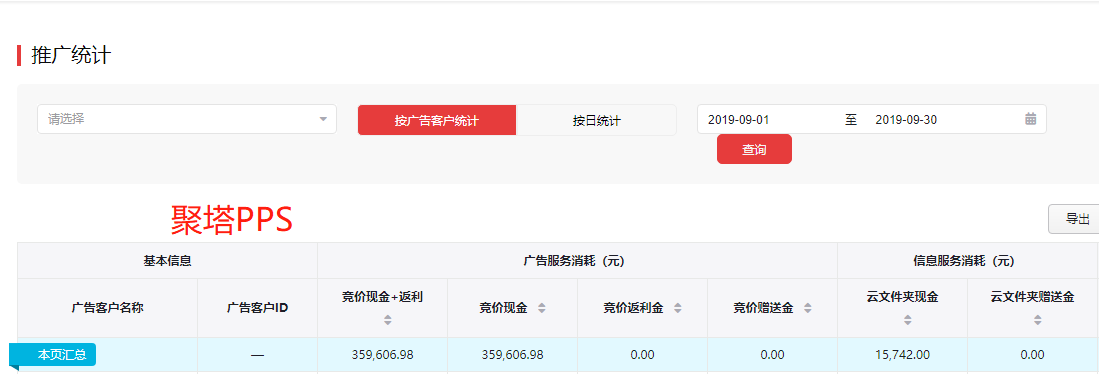 推广统计
请选择
按广告客户统计 按日统计
2019-09-01 至 2019-09-30
查询
聚塔PPS
导出
基本信息 广告服务消耗（元） 信息服务消耗（元）
广告客户名称 广告客户ID 竞价现金+返利 竞价现金 竞价返利金 竞价赠送金 云文件夹现金 云文件夹赠送金
本页汇总 — 359,606.98 359,606.98 0.00 0.00 15,742.00 0.00